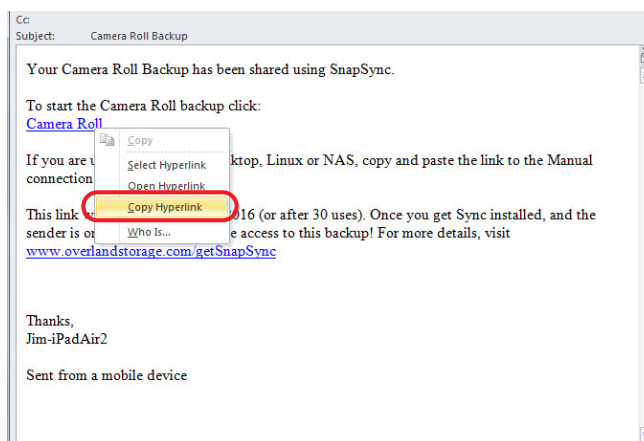 Cc:
Subject: Camera Roll Backup
Your Camera Roll Backup has been shared using SnapSync.
To start the Camera Roll backup click:
Camera Roll
Copy
If you are u ktop, Linux or NAS, copy and paste the link to the Manual
Select Hyperlink
connection
Open Hyperlink
Copy Hyperlink
This link 016 (or after 30 uses). Once you get Sync installed, and the
sender is o e access to this backup! For more details, visit
Who Is...
www.overlandstorage.com/getSnapSync
Thanks,
Jim-iPadAir2
Sent from a mobile device